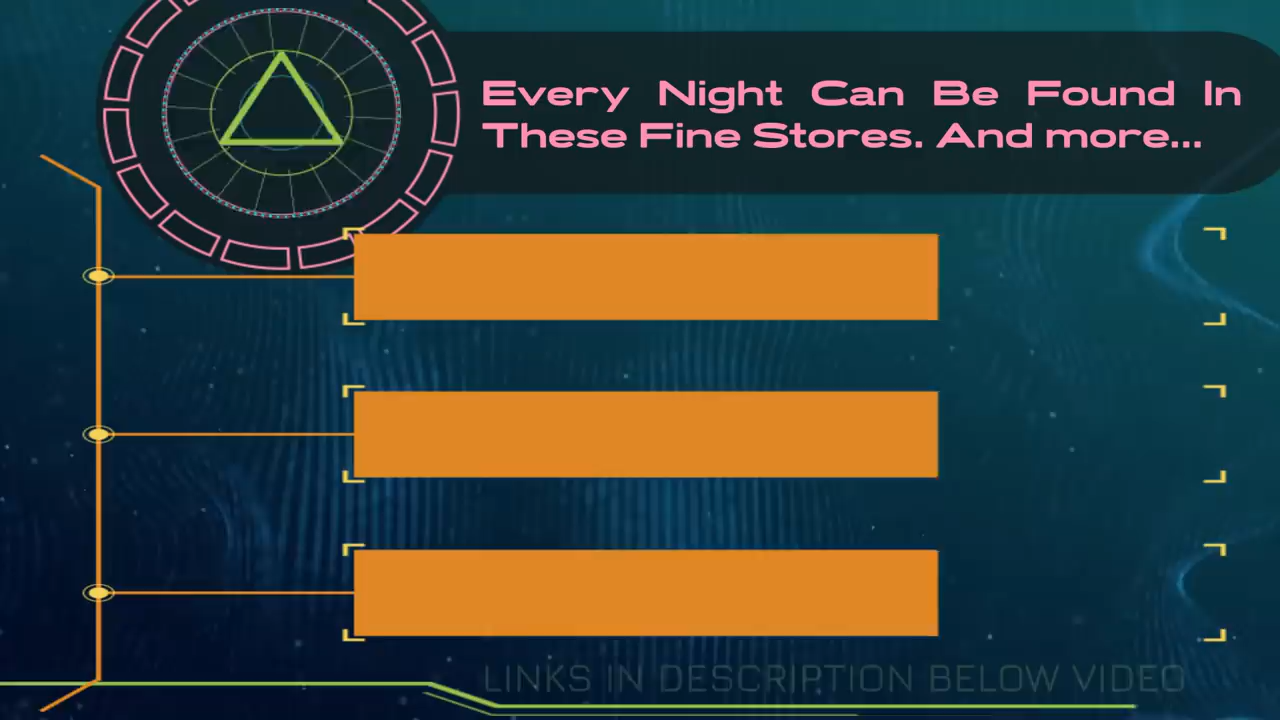 Every Night Can Be Found In
These Fine Stores. And more...
LINKS IN DESCRIPTION BELOW VIDEO